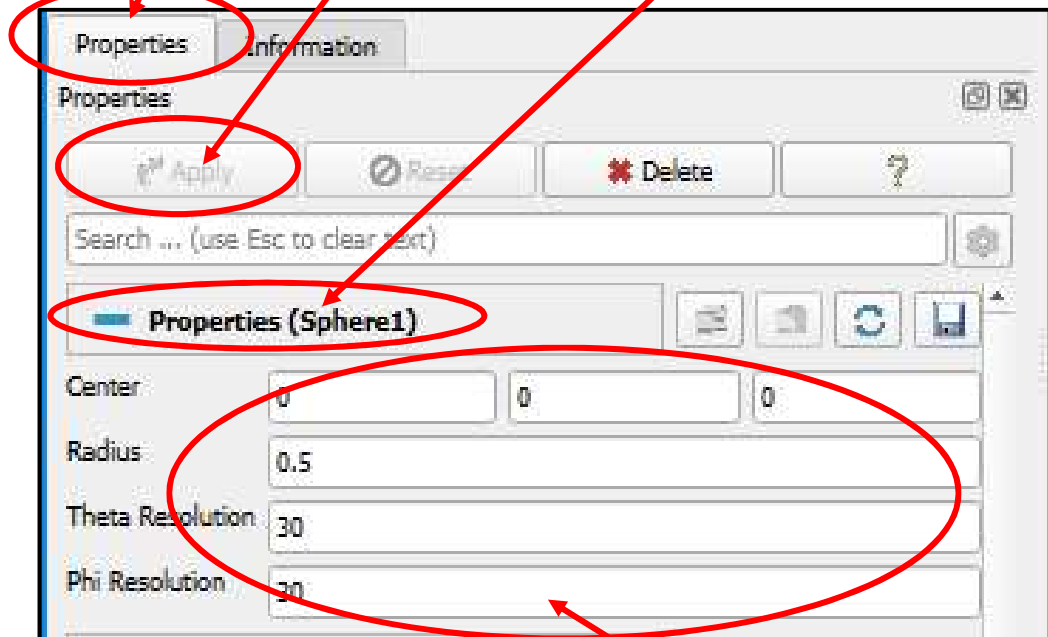 Properties Information
Properties
Apply Reset Delete ?
Search ... (use Esc to clear text)
Properties (Sphere1)
Center 0 0 0
Radius 0.5
Theta Resolution 30
Phi Resolution 30